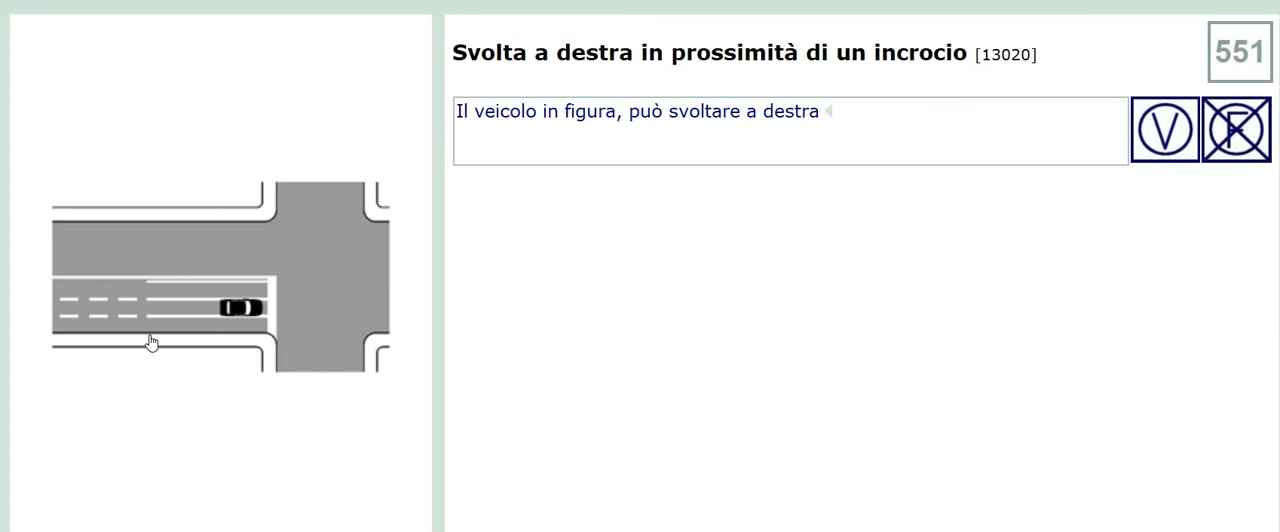 Svolta a destra in prossimità di un incrocio [13020]
551
Il veicolo in figura, può svoltare a destra
V F